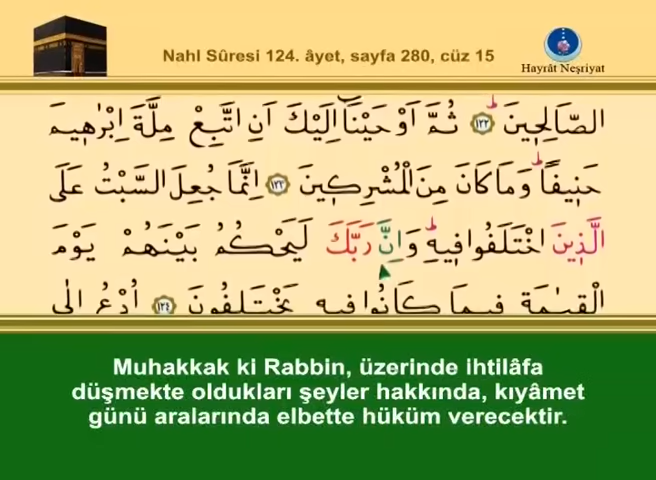 Nahl Sûresi 124. âyet, sayfa 280, cüz 15
Hayrât Neşriyat
الصَّالِحٖينَ ﴿١٢٢﴾ ثُمَّ اَوْحَيْنَٓا اِلَيْكَ اَنِ اتَّبِعْ مِلَّةَ اِبْرٰهٖيمَ
حَنٖيفًاۜ وَمَا كَانَ مِنَ الْمُشْرِكٖينَ ﴿١٢٣﴾ اِنَّمَا جُعِلَ السَّبْتُ عَلَى
الَّذٖينَ اخْتَلَفُوا فٖيهِۜ وَاِنَّ رَبَّكَ لَيَحْكُمُ بَيْنَهُمْ يَوْمَ
الْقِيٰمَةِ فٖيمَا كَانُوا فٖيهِ يَخْتَلِفُونَ ﴿١٢٤﴾ اُدْعُ اِلٰى
Muhakkak ki Rabbin, üzerinde ihtilâfa
düşmekte oldukları şeyler hakkında, kıyâmet
günü aralarında elbette hüküm verecektir.